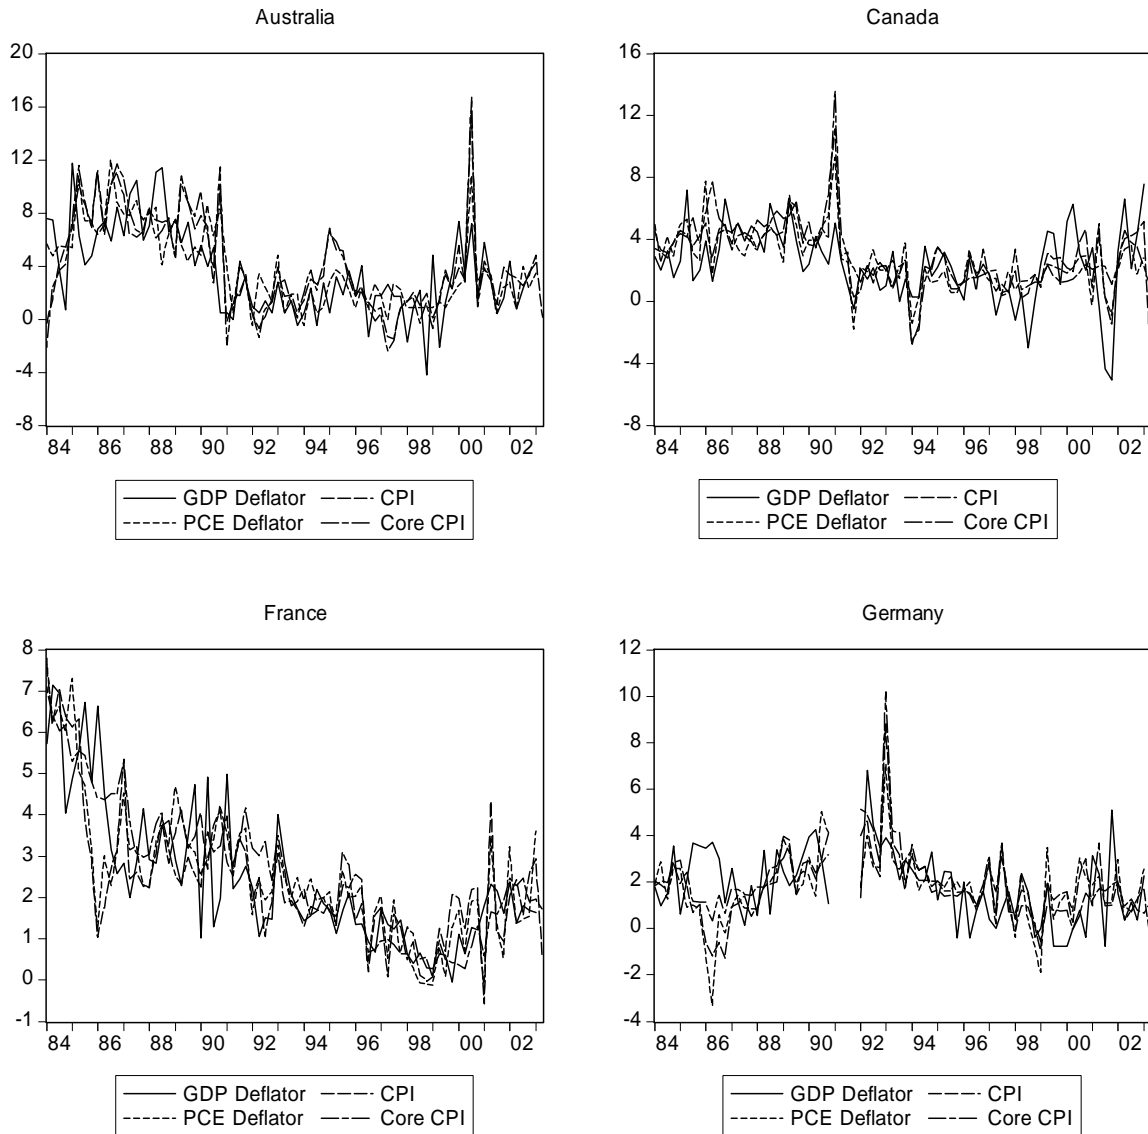 Australia
20
16
12
8
4
0
-4
-8
84 86 88 90 92 94 96 98 00 02
GDP Deflator CPI
PCE Deflator Core CPI
Canada
16
12
8
4
0
-4
-8
84 86 88 90 92 94 96 98 00 02
GDP Deflator CPI
PCE Deflator Core CPI
France
8
7
6
5
4
3
2
1
0
-1
84 86 88 90 92 94 96 98 00 02
GDP Deflator CPI
PCE Deflator Core CPI
Germany
12
10
8
6
4
2
0
-2
-4
84 86 88 90 92 94 96 98 00 02
GDP Deflator CPI
PCE Deflator Core CPI